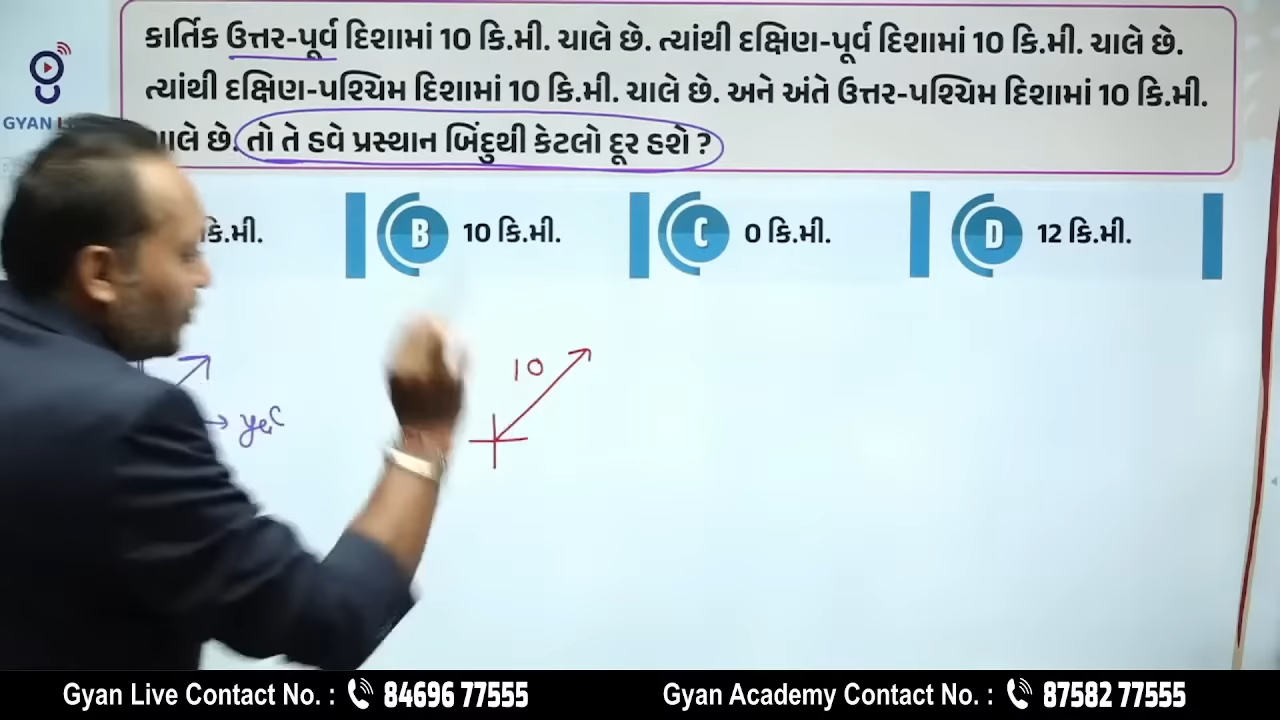 કાર્તિક ઉત્તર-પૂર્વ દિશામાં 10 કિ.મી. ચાલે છે. ત્યાંથી દક્ષિણ-પૂર્વ દિશામાં 10 કિ.મી. ચાલે છે.
ત્યાંથી દક્ષિણ-પશ્ચિમ દિશામાં 10 કિ.મી. ચાલે છે. અને અંતે ઉત્તર-પશ્ચિમ દિશામાં 10 કિ.મી.
છે. તો તે હવે પ્રસ્થાન બિંદુથી કેટલો દૂર હશે ?
GYAN
કિ.મી.
B 10 કિ.મી.
C 0 કિ.મી.
D 12 કિ.મી.
10
Gyan Live Contact No. : 84696 77555
Gyan Academy Contact No. : 87582 77555